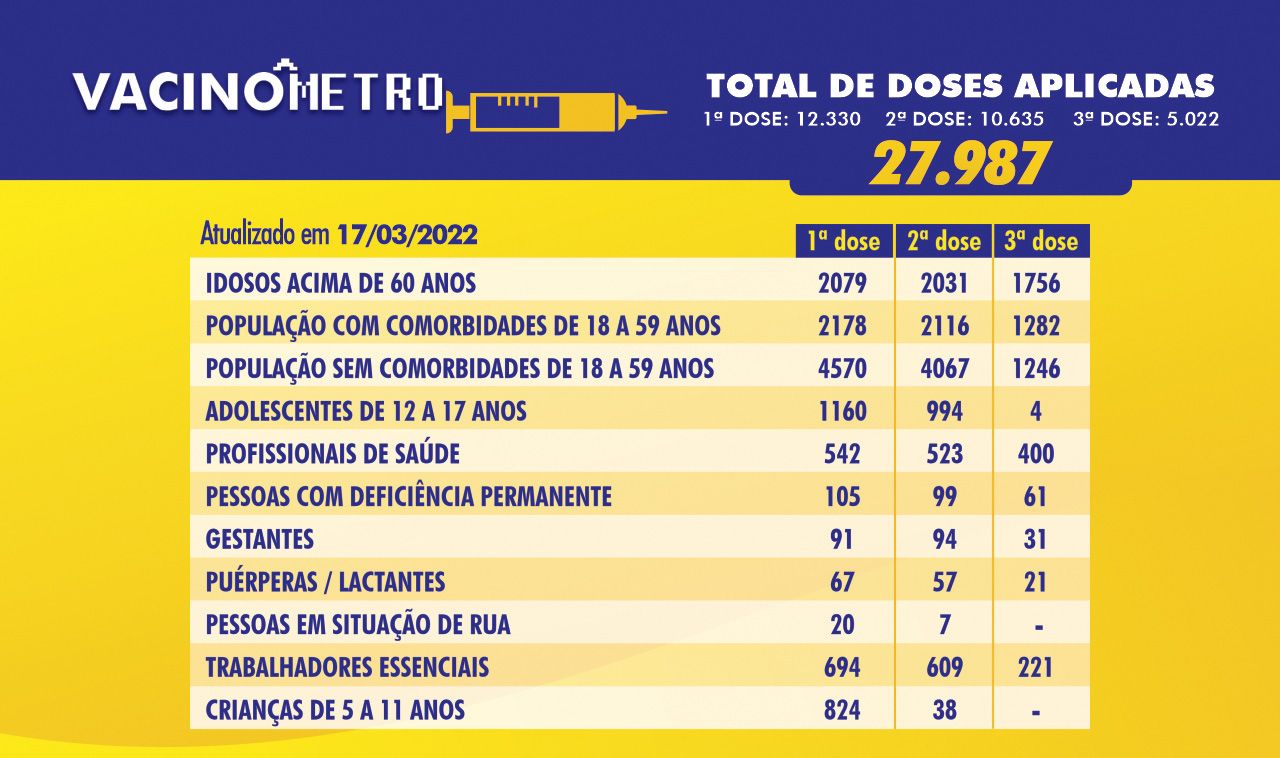 VACINÔMETRO
TOTAL DE DOSES APLICADAS
1ª DOSE: 12.330 2ª DOSE: 10.635 3ª DOSE: 5.022
27.987
Atualizado em 17/03/2022 1ª dose 2ª dose 3ª dose
IDOSOS ACIMA DE 60 ANOS 2079 2031 1756
POPULAÇÃO COM COMORBIDADES DE 18 A 59 ANOS 2178 2116 1282
POPULAÇÃO SEM COMORBIDADES DE 18 A 59 ANOS 4570 4067 1246
ADOLESCENTES DE 12 A 17 ANOS 1160 994 4
PROFISSIONAIS DE SAÚDE 542 523 400
PESSOAS COM DEFICIÊNCIA PERMANENTE 105 99 61
GESTANTES 91 94 31
PUÉRPERAS / LACTANTES 67 57 21
PESSOAS EM SITUAÇÃO DE RUA 20 7 -
TRABALHADORES ESSENCIAIS 694 609 221
CRIANÇAS DE 5 A 11 ANOS 824 38 -